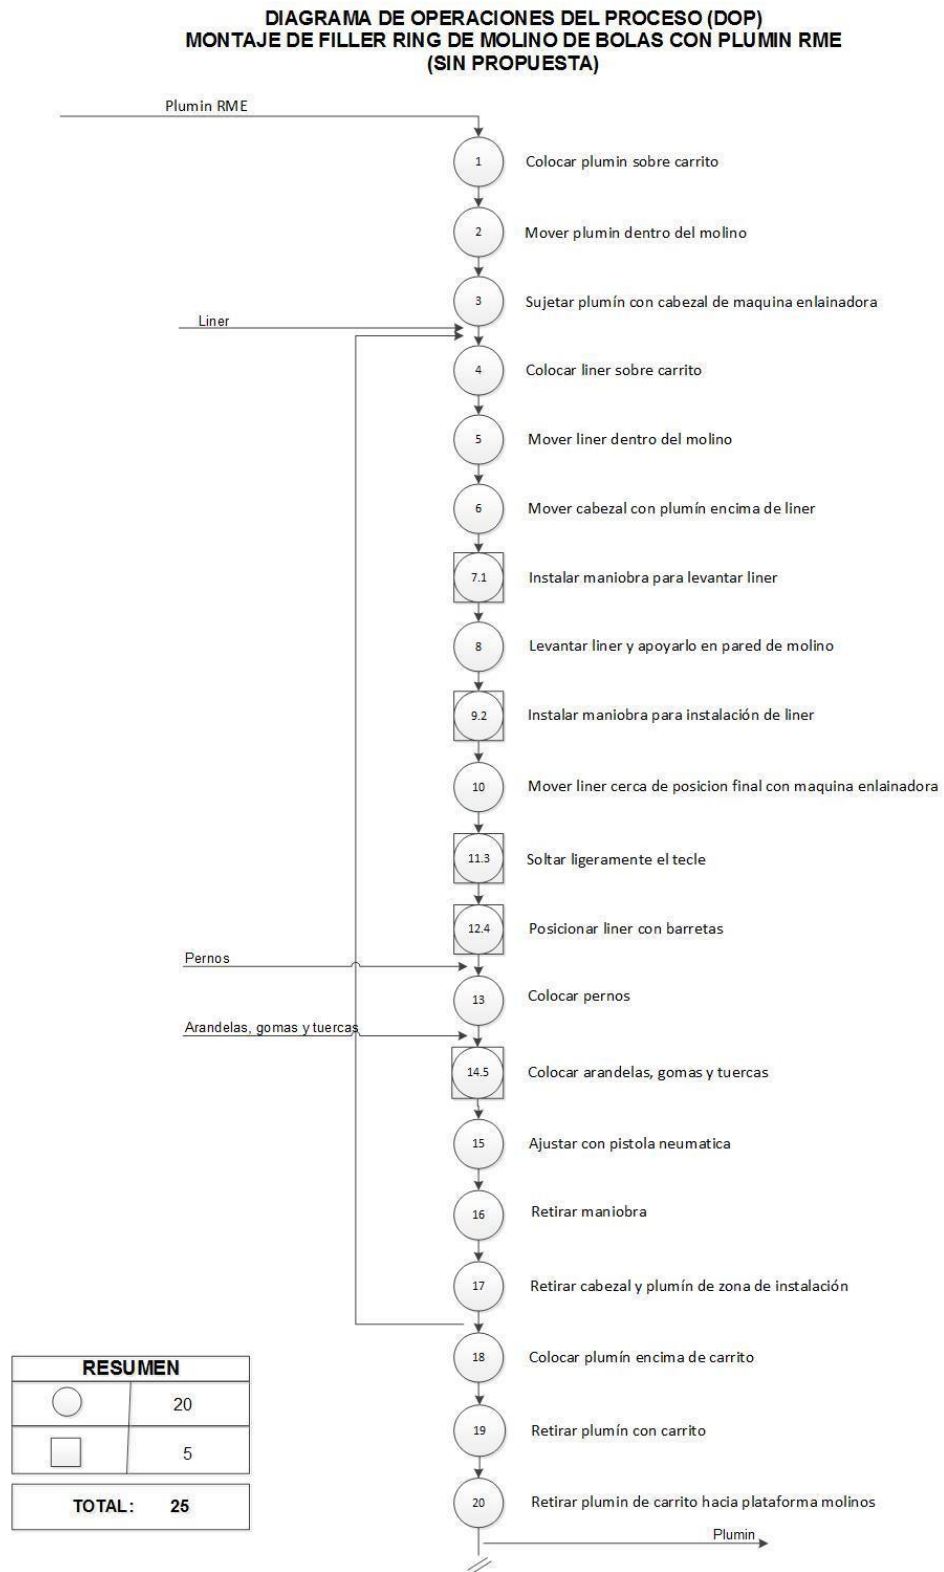 DIAGRAMA DE OPERACIONES DEL PROCESO (DOP)
MONTAJE DE FILLER RING DE MOLINO DE BOLAS CON PLUMIN RME
(SIN PROPUESTA)
Plumin RME
1 Colocar plumin sobre carrito
2 Mover plumin dentro del molino
3 Sujetar plumín con cabezal de maquina enlainadora
Liner
4 Colocar liner sobre carrito
5 Mover liner dentro del molino
6 Mover cabezal con plumín encima de liner
7.1 Instalar maniobra para levantar liner
8 Levantar liner y apoyarlo en pared de molino
9.2 Instalar maniobra para instalación de liner
10 Mover liner cerca de posicion final con maquina enlainadora
11.3 Soltar ligeramente el tecle
12.4 Posicionar liner con barretas
Pernos
13 Colocar pernos
Arandelas, gomas y tuercas
14.5 Colocar arandelas, gomas y tuercas
15 Ajustar con pistola neumatica
16 Retirar maniobra
17 Retirar cabezal y plumín de zona de instalación
18 Colocar plumín encima de carrito
19 Retirar plumín con carrito
20 Retirar plumin de carrito hacia plataforma molinos
Plumin
RESUMEN
20
5
TOTAL: 25